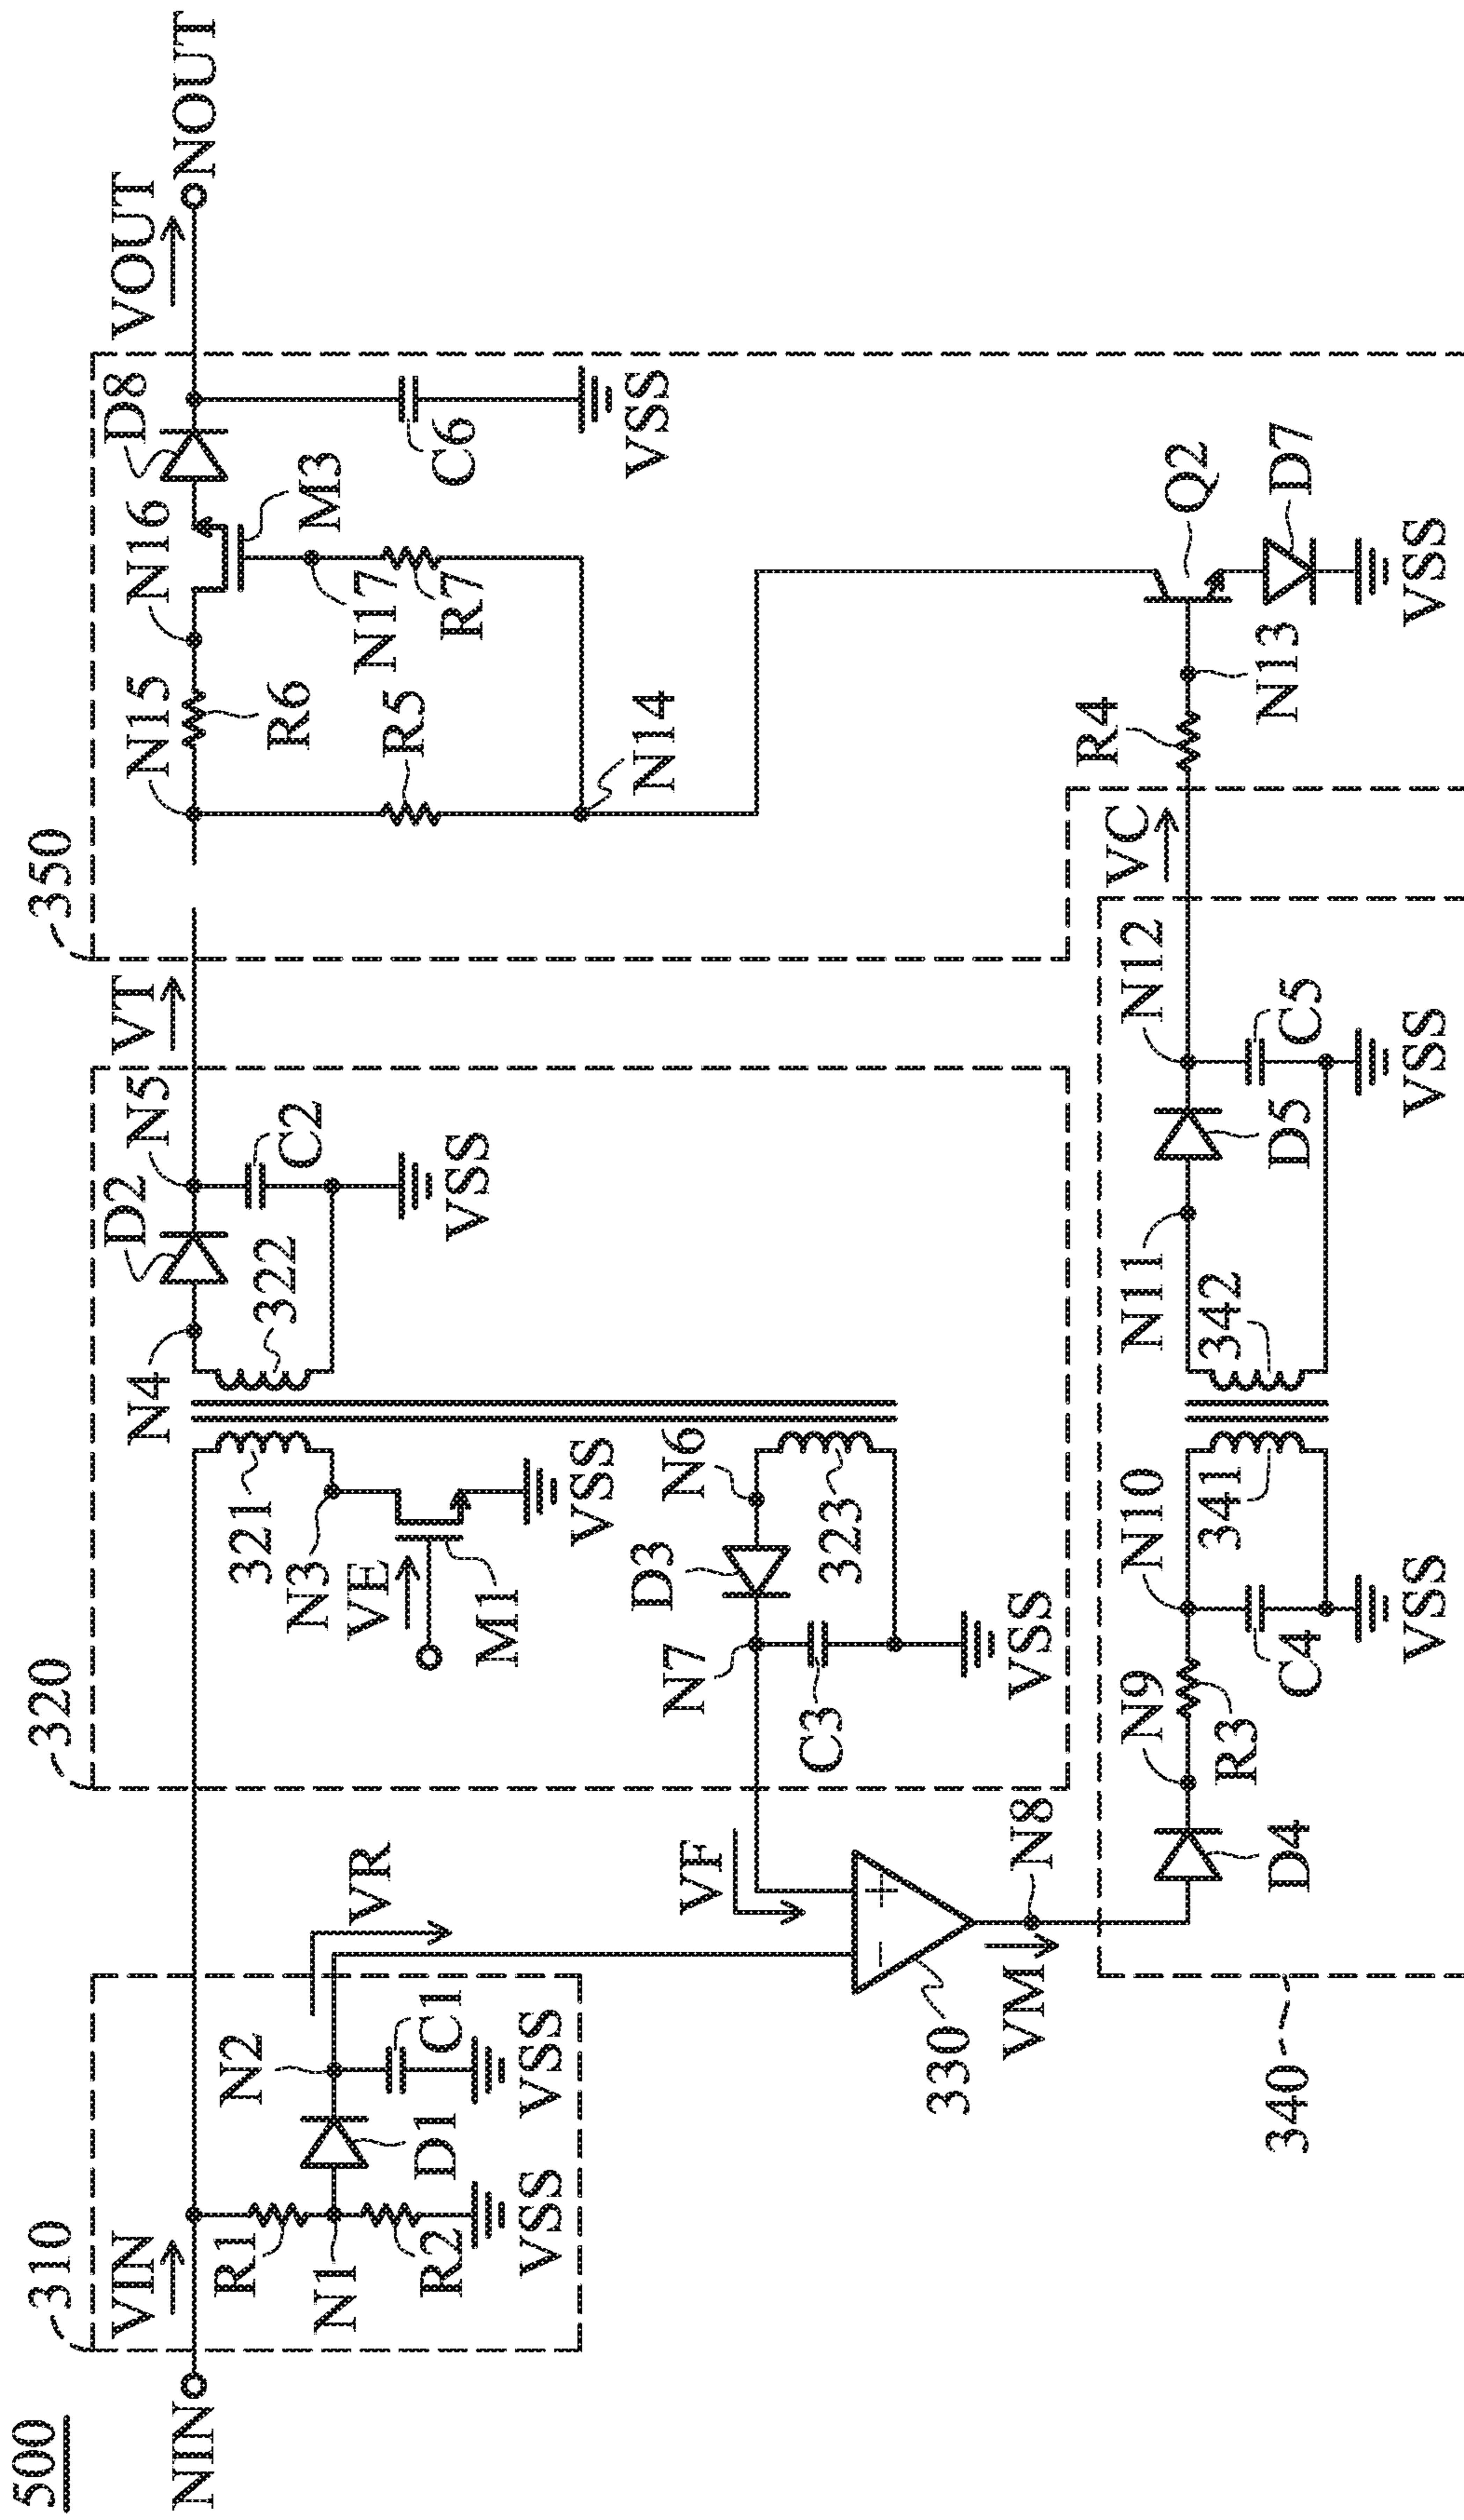 500
310
320
350
NIN
VIN
R1
N1
R2
VSS
D1
N2
C1
VSS
VR
321
N3
VE
M1
VSS
N4
322
D2
N5
C2
VSS
VT
N15
R6
N16
D8
R5
N14
N17
R7
M3
C6
VSS
VOUT
NOUT
VF
N7
C3
D3
N6
323
VSS
−
+
330
VM
N8
340
D4
N9
R3
N10
C4
341
VSS
342
N11
D5
N12
C5
VSS
VC
R4
N13
Q2
D7
VSS